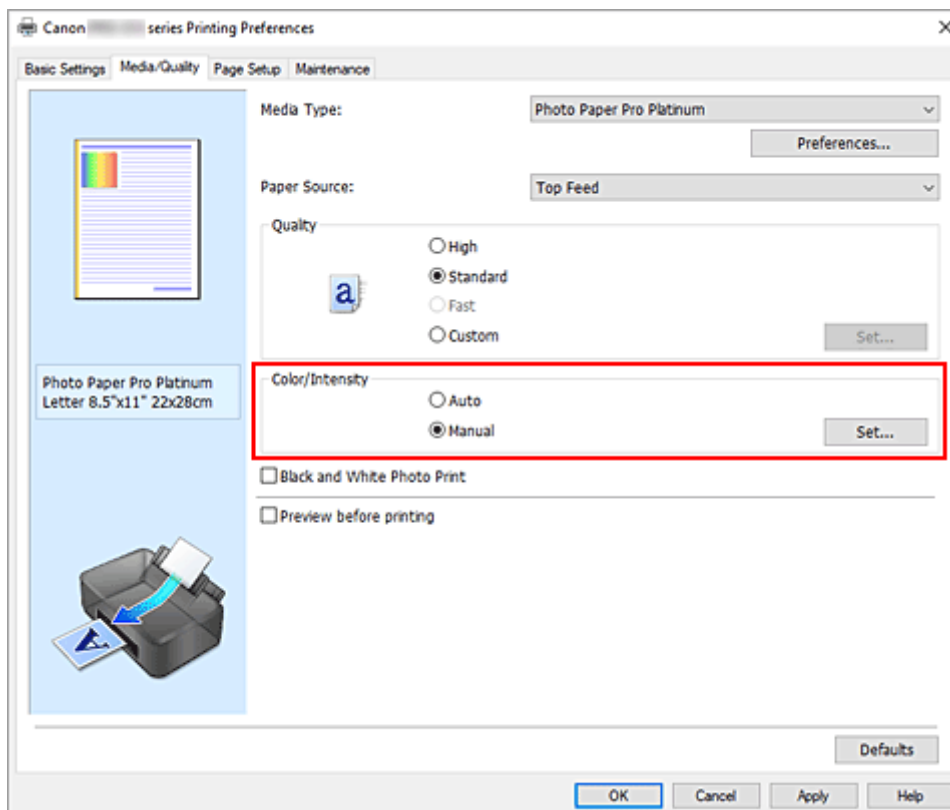 Canon series Printing Preferences
Basic Settings Media/Quality Page Setup Maintenance
Media Type: Photo Paper Pro Platinum
Preferences...
Paper Source: Top Feed
Quality
High
a Standard
Fast
Custom Set...
Color/Intensity
Photo Paper Pro Platinum
Letter 8.5"x11" 22x28cm
Auto
Manual Set...
Black and White Photo Print
Preview before printing
A
Defaults
OK Cancel Apply Help